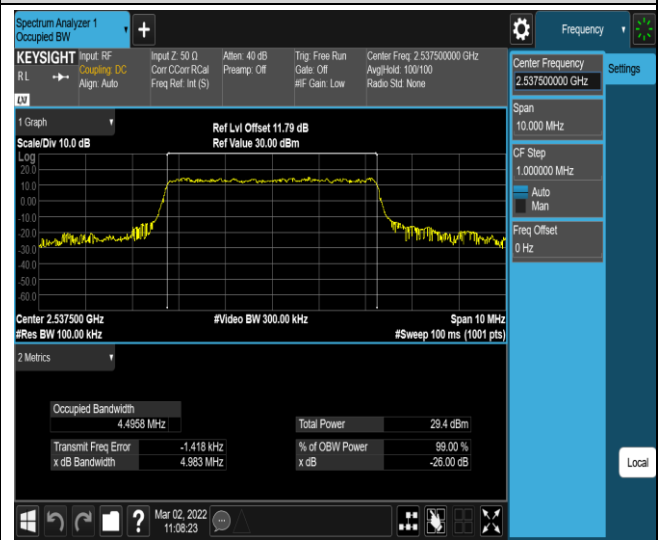 Spectrum Analyzer 1
Occupied BW
+
Frequency
KEYSIGHT
R L
LXI
Input: RF
Coupling: DC
Align: Auto
Input Z: 50 Ω
Corr CCorr RCal
Freq Ref: Int (S)
Atten: 40 dB
Preamp: Off
Trig: Free Run
Gate: Off
#IF Gain: Low
Center Freq: 2.537500000 GHz
Avg|Hold: 100/100
Radio Std: None
Center Frequency
2.537500000 GHz
Settings
Span
10.000 MHz
CF Step
1.000000 MHz
Auto
Man
Freq Offset
0 Hz
1 Graph
Scale/Div 10.0 dB
Ref Lvl Offset 11.79 dB
Ref Value 30.00 dBm
Log
20.0
10.0
0.00
-10.0
-20.0
-30.0
-40.0
-50.0
-60.0
Center 2.537500 GHz
#Video BW 300.00 kHz
Span 10 MHz
#Res BW 100.00 kHz
#Sweep 100 ms (1001 pts)
2 Metrics
Occupied Bandwidth
4.4958 MHz
Total Power 29.4 dBm
Transmit Freq Error -1.418 kHz
% of OBW Power 99.00 %
x dB Bandwidth 4.983 MHz
x dB -26.00 dB
Local
?
Mar 02, 2022
11:08:23